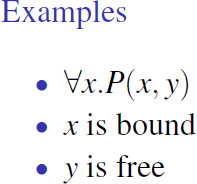 Examples
• ∀x.P(x, y)
• x is bound
• y is free